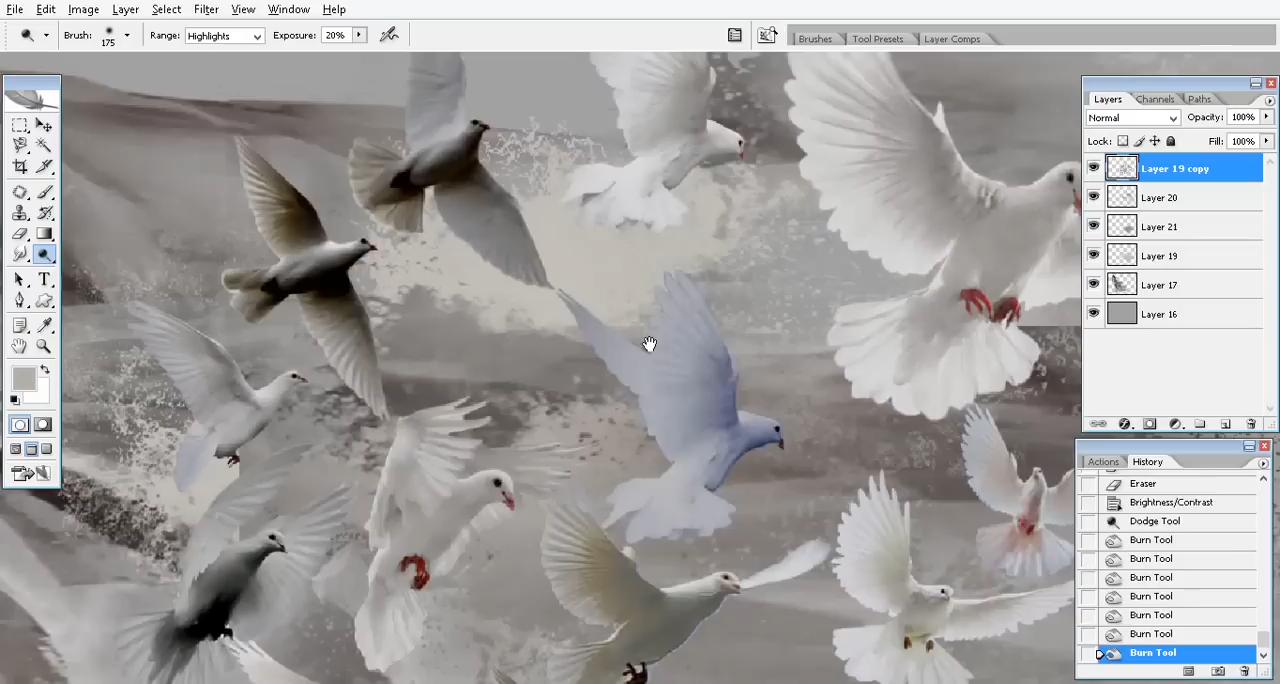 File Edit Image Layer Select Filter View Window Help
Brush: 175 Range: Highlights Exposure: 20% Brushes Tool Presets Layer Comps
Layers Channels Paths
Normal Opacity: 100%
Lock: Fill: 100%
Layer 19 copy
Layer 20
Layer 21
Layer 19
Layer 17
Layer 16
Actions History
Eraser
Brightness/Contrast
Dodge Tool
Burn Tool
Burn Tool
Burn Tool
Burn Tool
Burn Tool
Burn Tool
Burn Tool